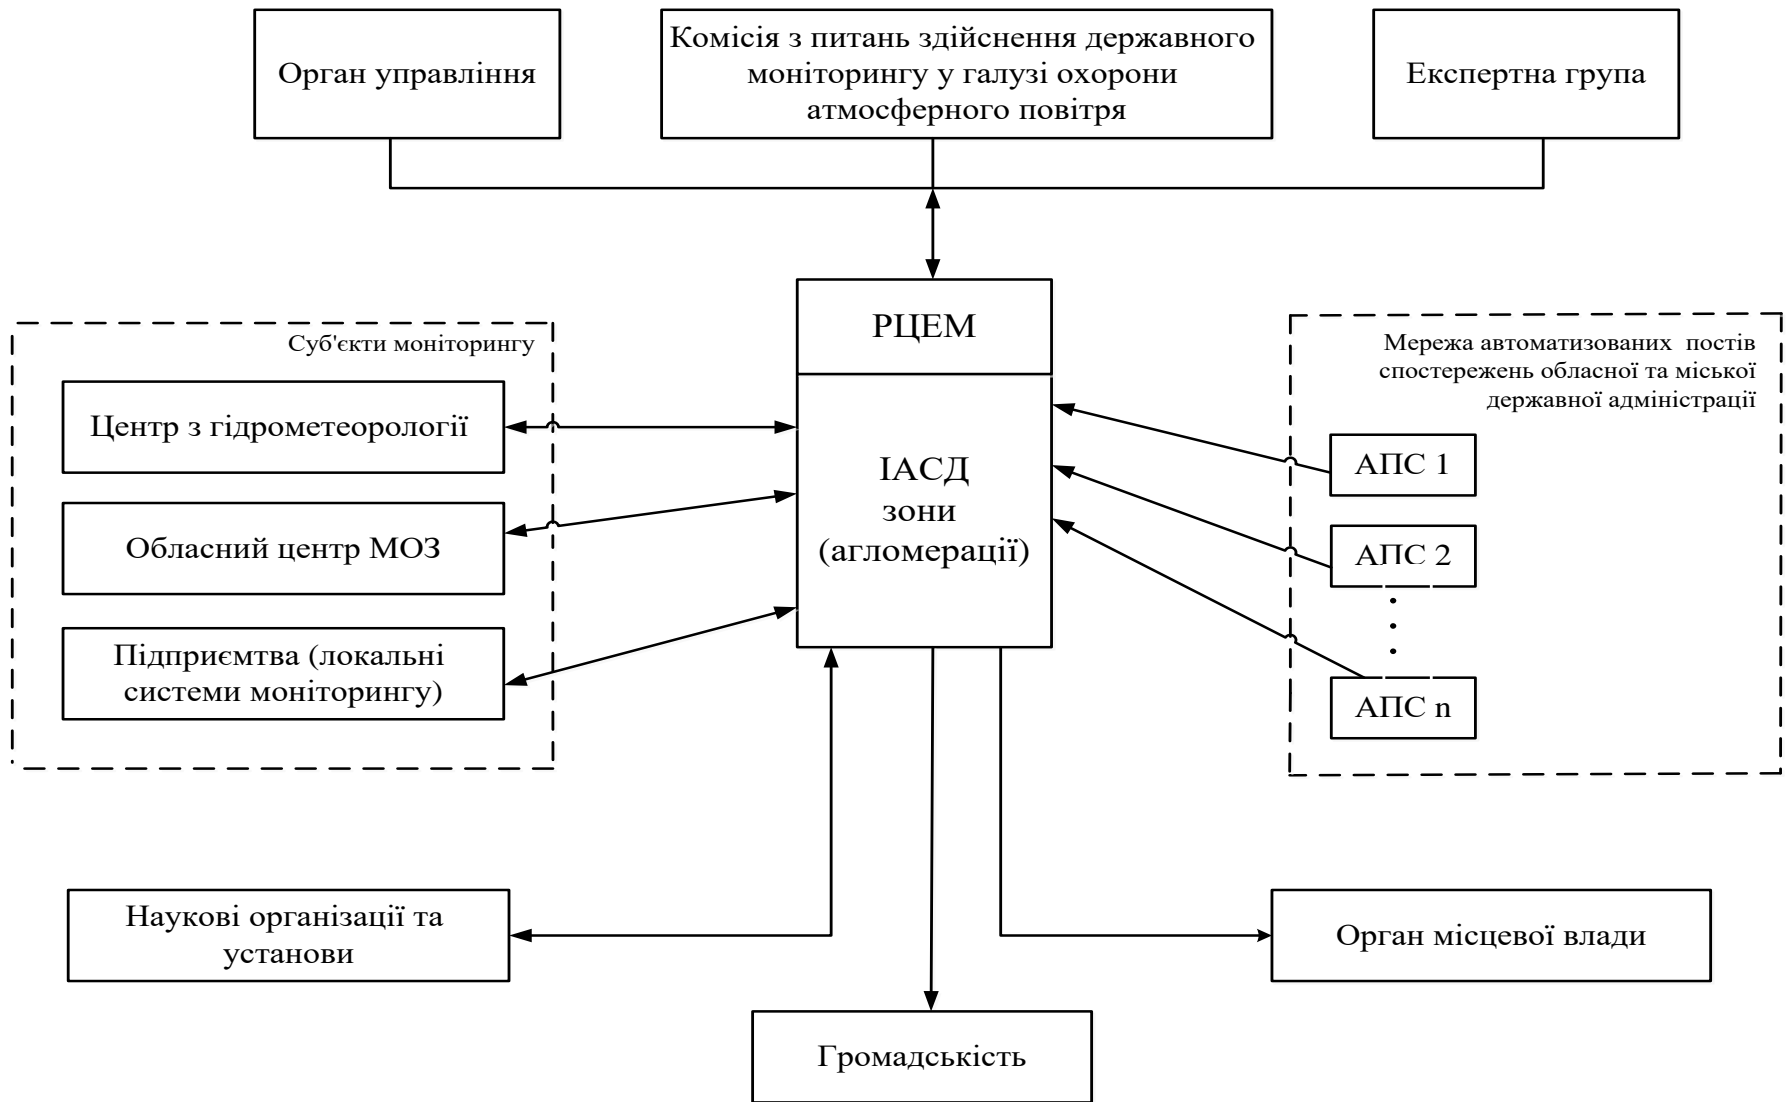 Орган управління
Комісія з питань здійснення державного
моніторингу у галузі охорони
атмосферного повітря
Експертна група
РЦЕМ
ІАСД
зони
(агломерації)
Суб'єкти моніторингу
Центр з гідрометеорології
Обласний центр МОЗ
Підприємтва (локальні
системи моніторингу)
Мережа автоматизованих постів
спостережень обласної та міської
державної адміністрації
АПС 1
АПС 2
АПС n
Наукові організації та
установи
Орган місцевої влади
Громадськість